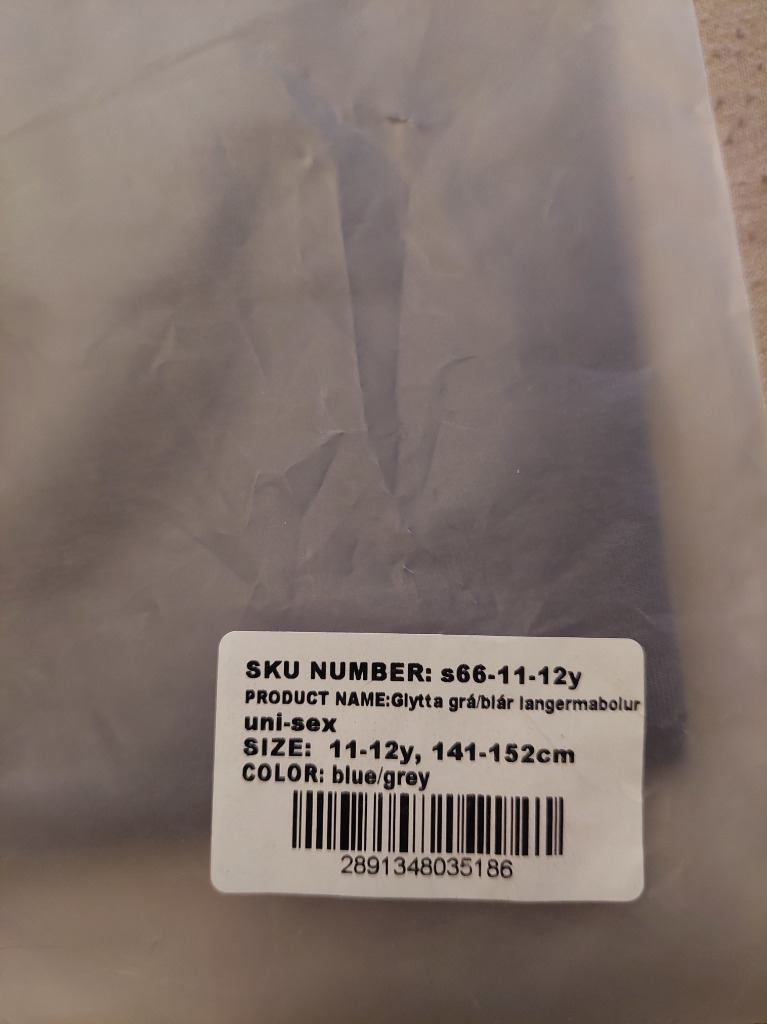 SKU NUMBER: s66-11-12y
PRODUCT NAME:Glytta grá/blár langermabolur
uni-sex
SIZE: 11-12y, 141-152cm
COLOR: blue/grey
2891348035186